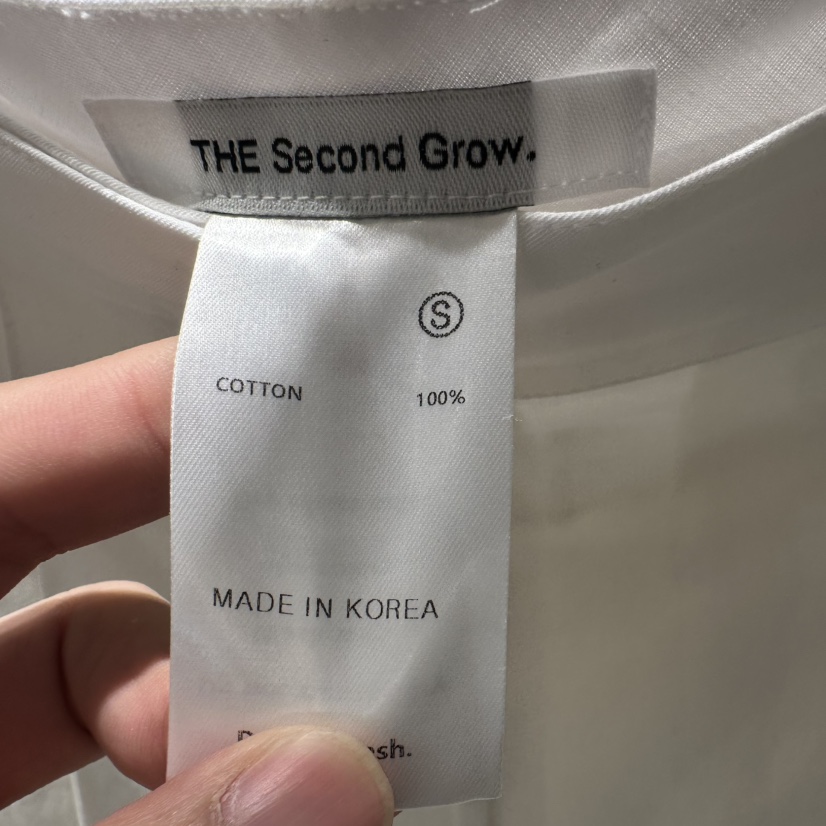 THE Second Grow.
S
COTTON 100%
MADE IN KOREA